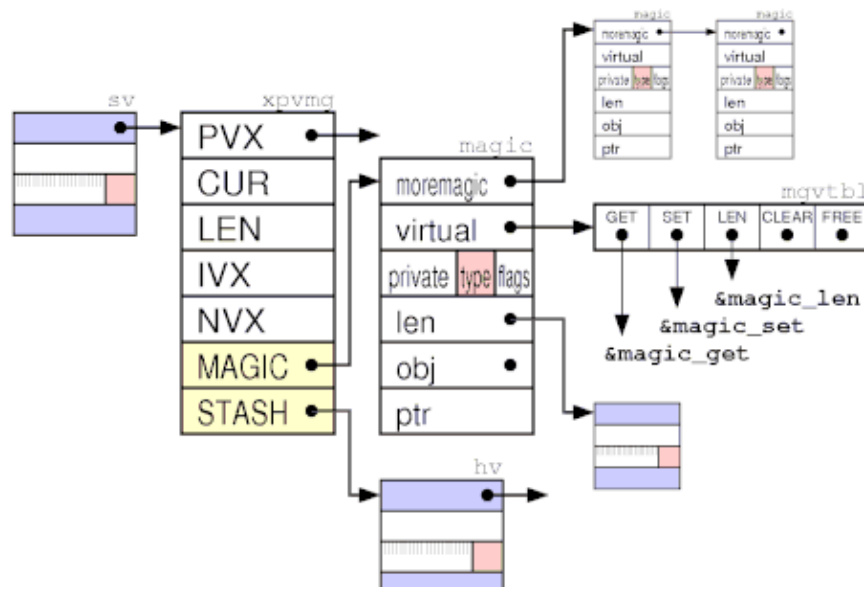 magic magic
moremagic moremagic
virtual virtual
private type flags private type flags
len len
obj obj
ptr ptr
sv
xpvmg
PVX
CUR
LEN
IVX
NVX
MAGIC
STASH
magic
moremagic
virtual
private type flags
len
obj
ptr
mgvtbl
GET SET LEN CLEAR FREE
&magic_len
&magic_set
&magic_get
hv